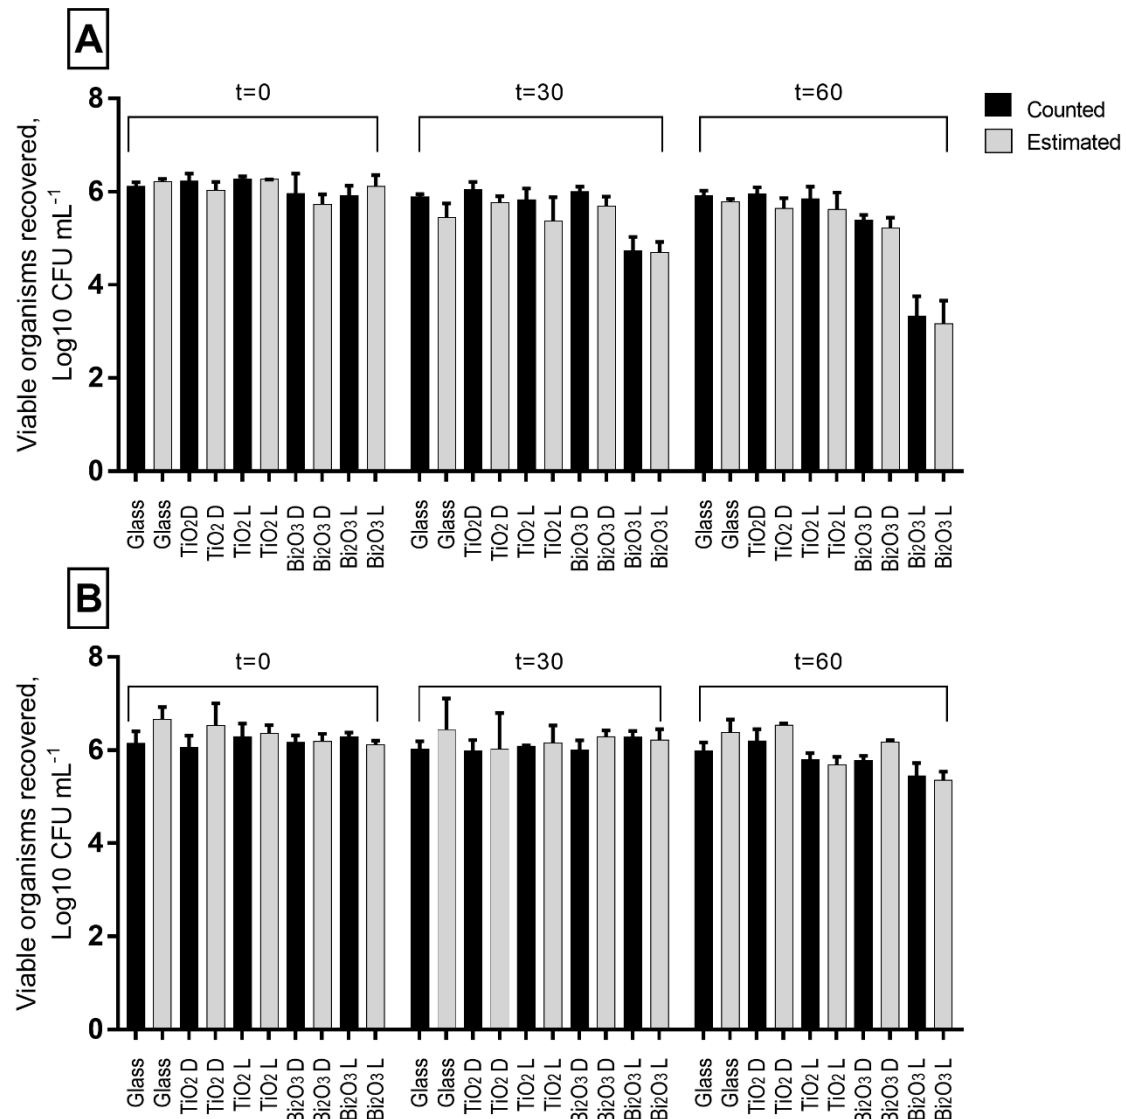 A
t=0 t=30 t=60
Counted
Estimated
8
6
4
2
0
Viable organisms recovered,
Log10 CFU mL⁻¹
Glass
Glass
TiO₂D
TiO₂ D
TiO₂ L
TiO₂ L
Bi₂O₃ D
Bi₂O₃ D
Bi₂O₃ L
Bi₂O₃ L
Glass
Glass
TiO₂D
TiO₂ D
TiO₂ L
TiO₂ L
Bi₂O₃ D
Bi₂O₃ D
Bi₂O₃ L
Bi₂O₃ L
Glass
Glass
TiO₂D
TiO₂ D
TiO₂ L
TiO₂ L
Bi₂O₃ D
Bi₂O₃ D
Bi₂O₃ L
Bi₂O₃ L
B
t=0 t=30 t=60
8
6
4
2
0
Viable organisms recovered,
Log10 CFU mL⁻¹
Glass
Glass
TiO₂ D
TiO₂ D
TiO₂ L
TiO₂ L
Bi₂O₃ D
Bi₂O₃ D
Bi₂O₃ L
Bi₂O₃ L
Glass
Glass
TiO₂ D
TiO₂ D
TiO₂ L
TiO₂ L
Bi₂O₃ D
Bi₂O₃ D
Bi₂O₃ L
Bi₂O₃ L
Glass
Glass
TiO₂ D
TiO₂ D
TiO₂ L
TiO₂ L
Bi₂O₃ D
Bi₂O₃ D
Bi₂O₃ L
Bi₂O₃ L